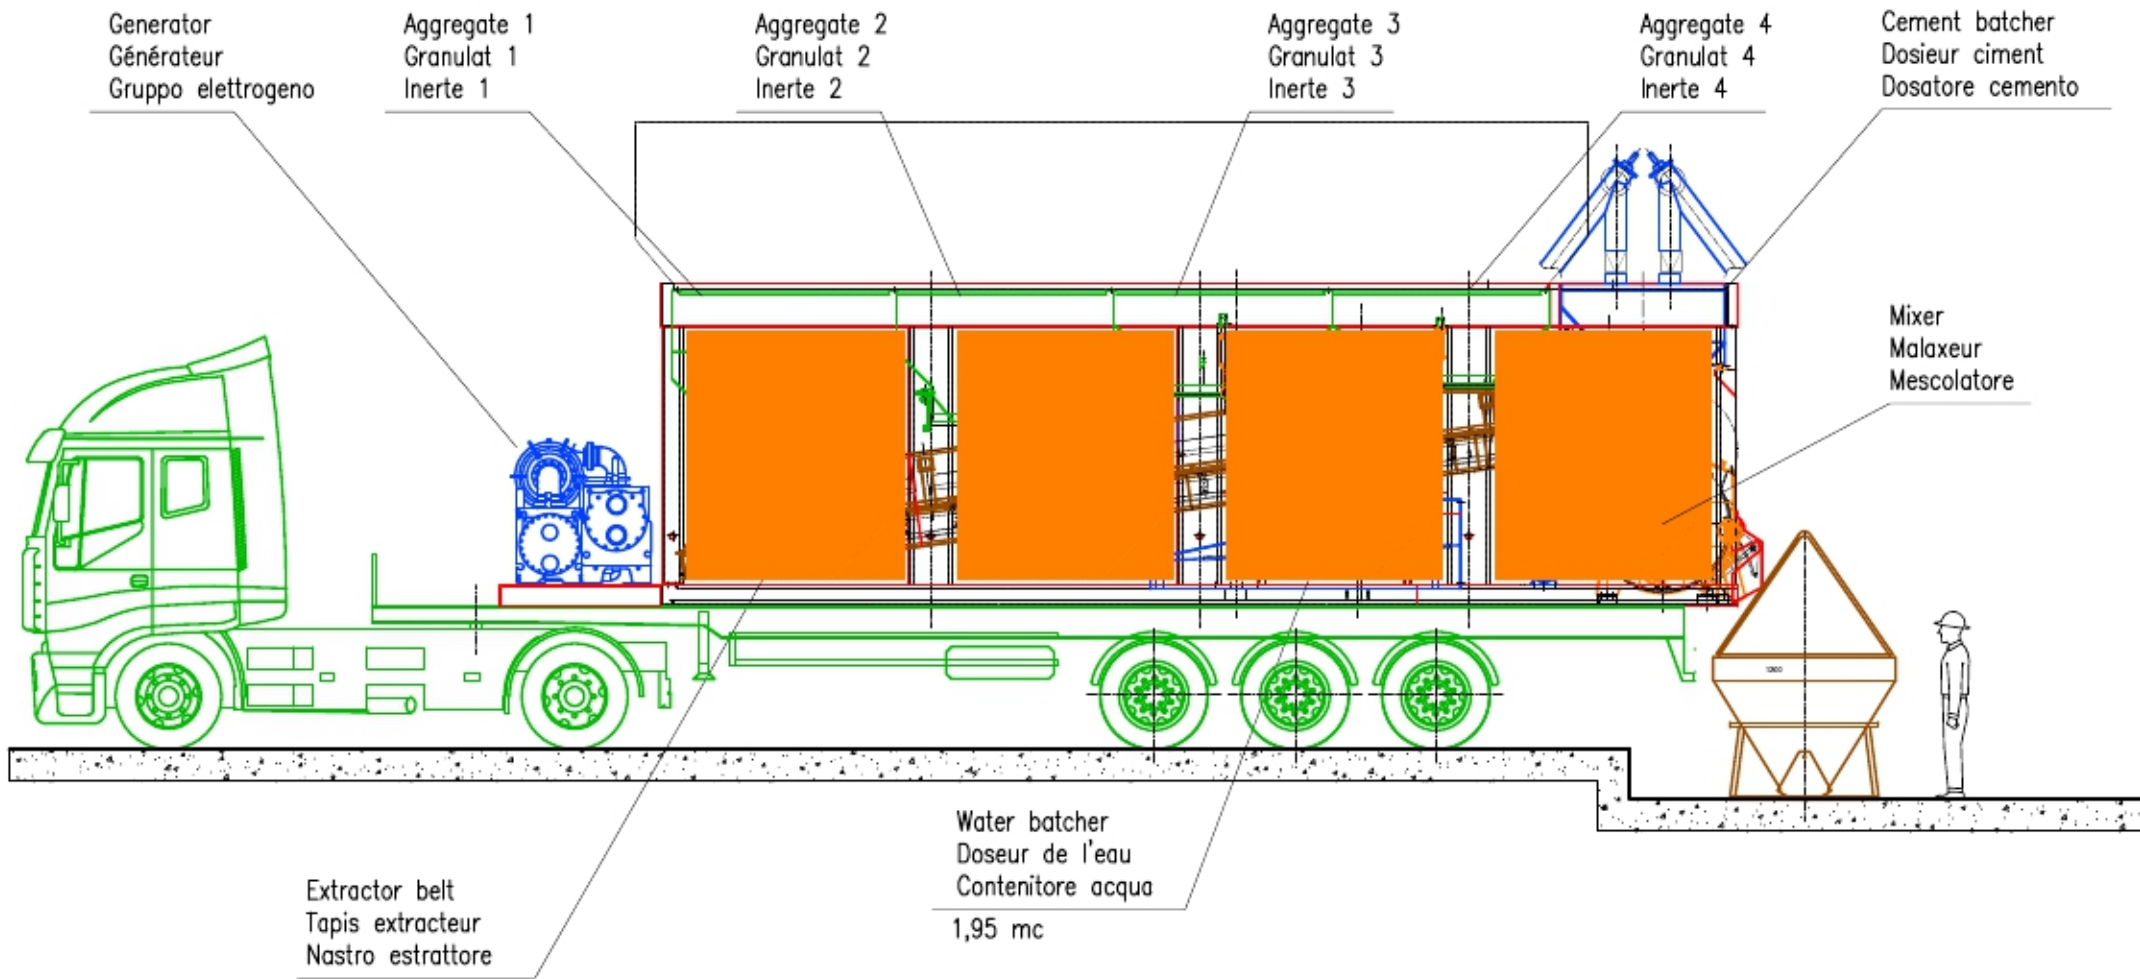 Generator
Générateur
Gruppo elettrogeno
Aggregate 1
Granulat 1
Inerte 1
Aggregate 2
Granulat 2
Inerte 2
Aggregate 3
Granulat 3
Inerte 3
Aggregate 4
Granulat 4
Inerte 4
Cement batcher
Dosieur ciment
Dosatore cemento
Mixer
Malaxeur
Mescolatore
1200
Water batcher
Doseur de l'eau
Contenitore acqua
1,95 mc
Extractor belt
Tapis extracteur
Nastro estrattore